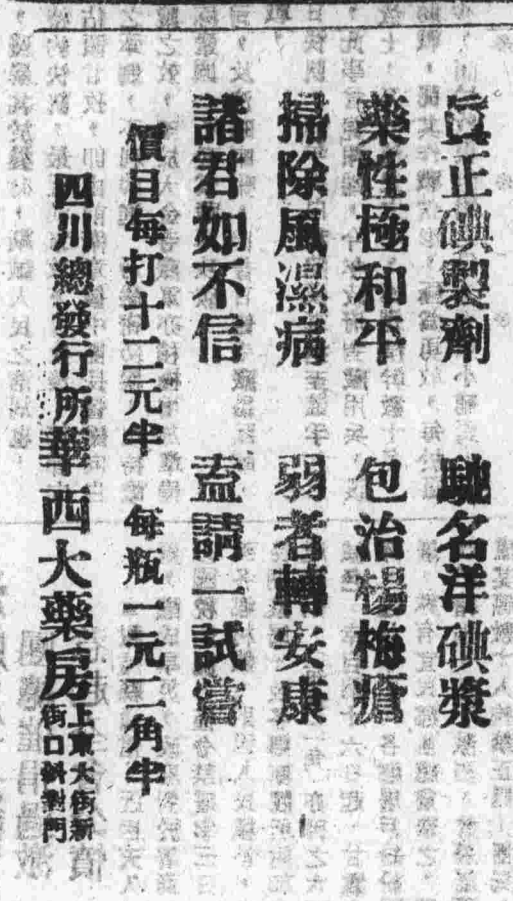 真正碘製劑　馳名洋碘漿
藥性極和平　包治楊梅瘡
掃除風濕病　弱者轉安康
諸君如不信　盍請一試嘗
價目每打十二元半　每瓶一元二角半
四川總發行所華西大藥房
上東大街新
街口斜對門